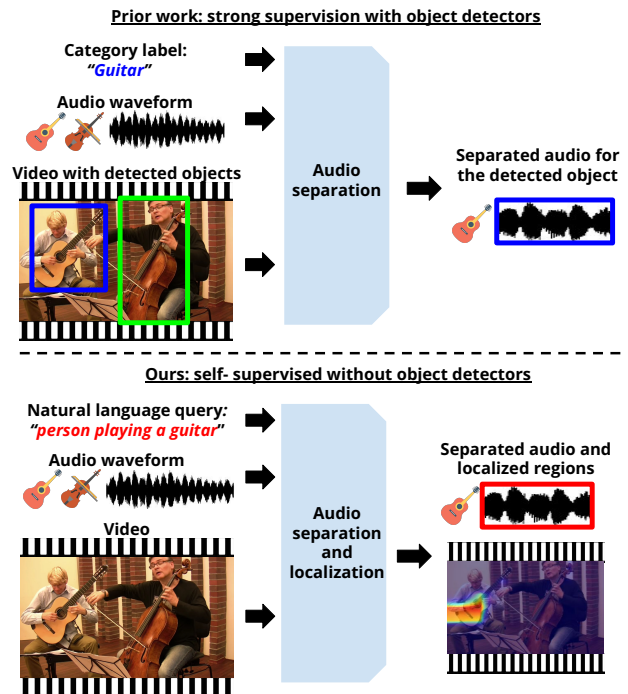 Prior work: strong supervision with object detectors
Category label:
“Guitar”
Audio waveform
Video with detected objects
Audio
separation
Separated audio for
the detected object
Ours: self- supervised without object detectors
Natural language query:
“person playing a guitar”
Audio waveform
Video
Audio
separation
and
localization
Separated audio and
localized regions